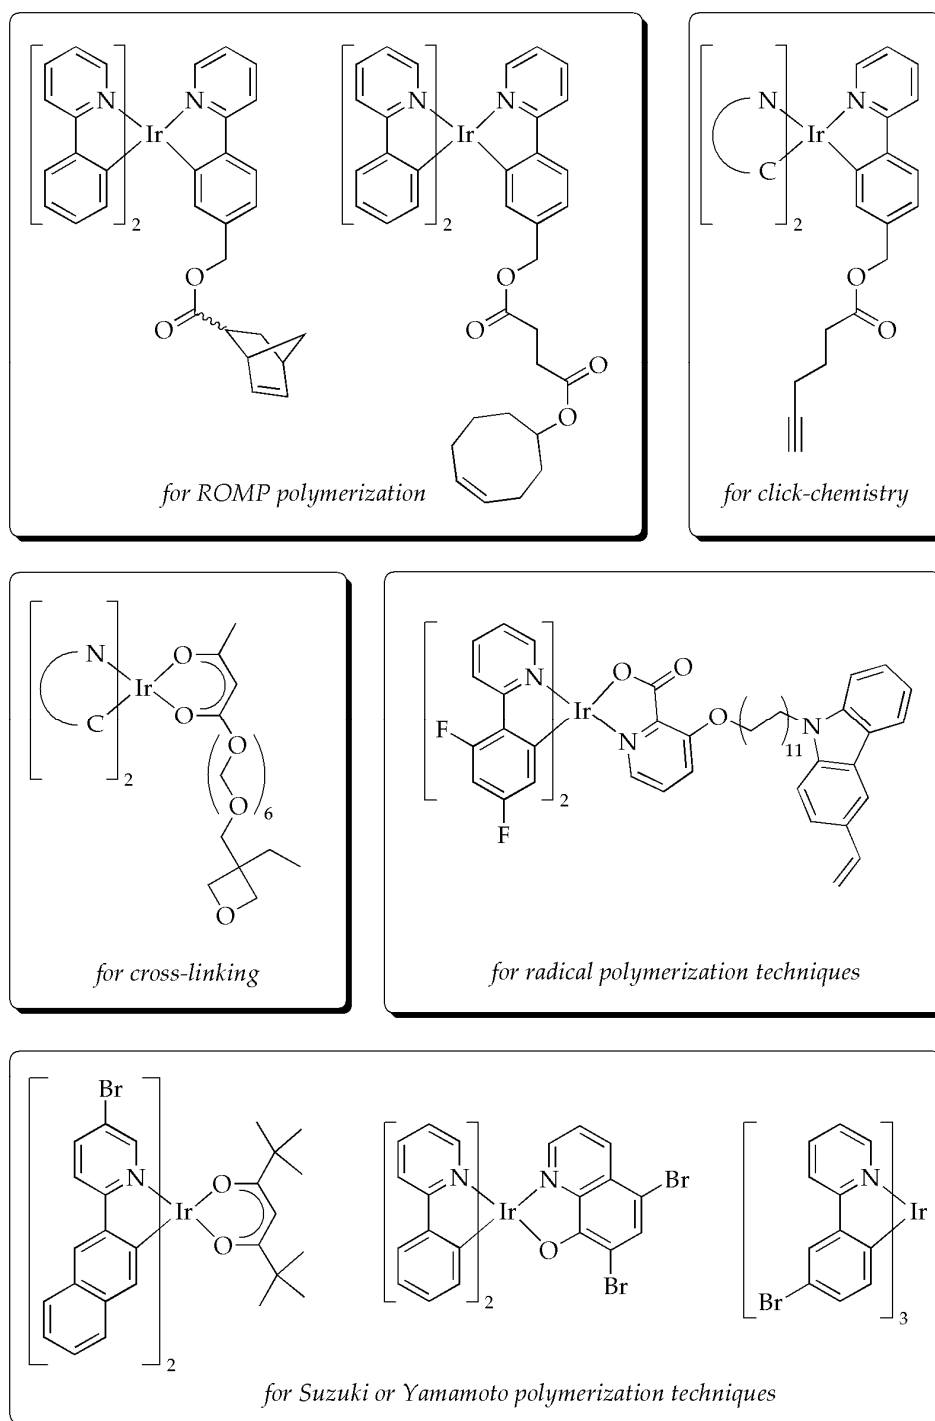 N
Ir
N
2
O
O
N
Ir
N
2
O
O
O
O
for ROMP polymerization
N
C
Ir
N
2
O
O
for click-chemistry
N
C
Ir
O
O
2
O
O
6
O
for cross-linking
F
F
N
Ir
2
O
O
N
O
11
N
for radical polymerization techniques
Br
N
Ir
O
O
2
N
Ir
N
O
2
Br
Br
N
Ir
Br
3
for Suzuki or Yamamoto polymerization techniques